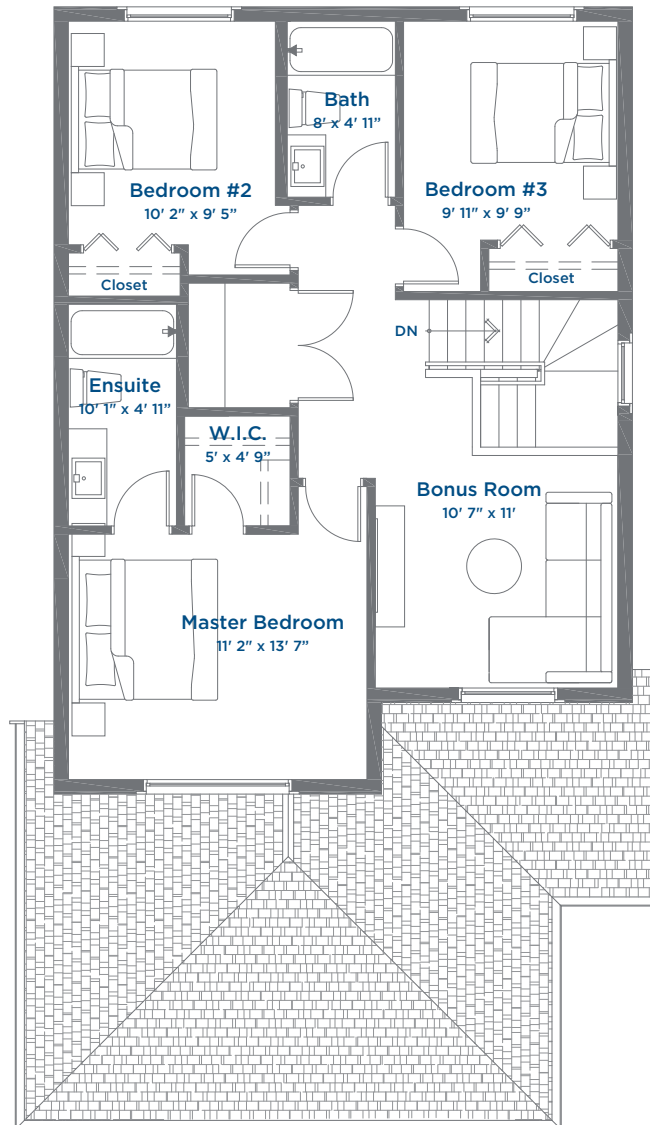 Bath
8' x 4' 11”
Bedroom #2
10' 2" x 9' 5”
Bedroom #3
9' 11" x 9' 9”
Closet
Closet
DN
Ensuite
10' 1" x 4' 11”
W.I.C.
5' x 4' 9”
Bonus Room
10' 7" x 11'
Master Bedroom
11' 2" x 13' 7”